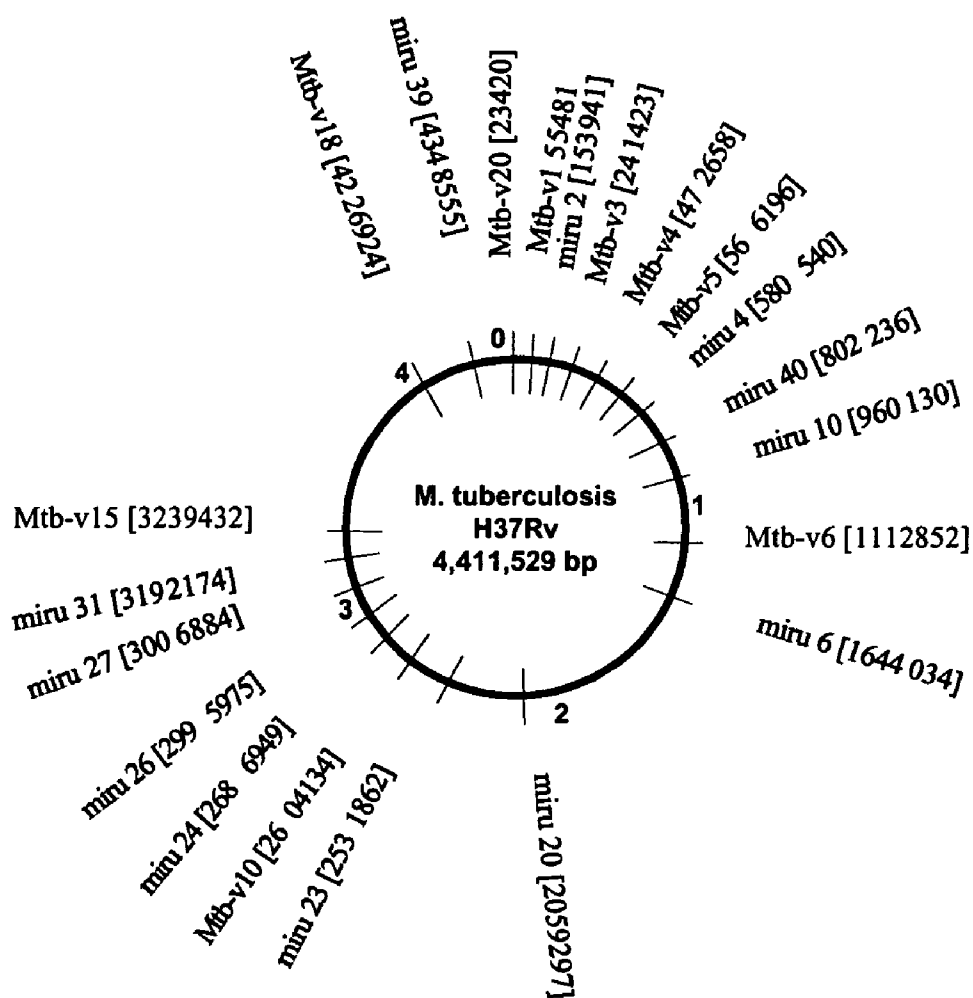 Mtb-v18 [42 26924]
miru 39 [434 8555]
Mtb-v20 [23420]
Mtb-v1 55481
miru 2 [153941]
Mtb-v3 [24 1423]
Mtb-v4 [47 2658]
Mtb-v5 [56 6196]
miru 4 [580 540]
miru 40 [802 236]
miru 10 [960 130]
Mtb-v6 [1112852]
miru 6 [1644 034]
miru 20 [2059297]
miru 23 [253 1862]
Mtb-v10 [26 04134]
miru 24 [268 6949]
miru 26 [299 5975]
miru 27 [300 6884]
miru 31 [3192174]
Mtb-v15 [3239432]
0
1
2
3
4
M. tuberculosis
H37Rv
4,411,529 bp